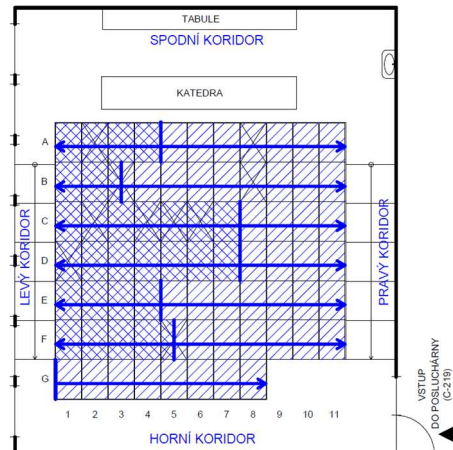 TABULE
SPODNÍ KORIDOR
KATEDRA
A
B
C
D
E
F
G
LEVÝ KORIDOR
PRAVÝ KORIDOR
1 2 3 4 5 6 7 8 9 10 11
HORNÍ KORIDOR
VSTUP
DO POSLUCHÁRNY
(C-219)